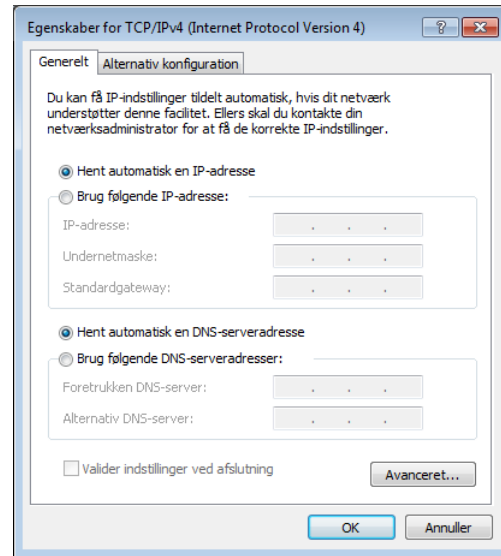 Egenskaber for TCP/IPv4 (Internet Protocol Version 4)
Generelt
Alternativ konfiguration
Du kan få IP-indstillinger tildelt automatisk, hvis dit netværk
understøtter denne facilitet. Ellers skal du kontakte din
netværksadministrator for at få de korrekte IP-indstillinger.
Hent automatisk en IP-adresse
Brug følgende IP-adresse:
IP-adresse:
Undernetmaske:
Standardgateway:
Hent automatisk en DNS-serveradresse
Brug følgende DNS-serveradresser:
Foretrukken DNS-server:
Alternativ DNS-server:
Valider indstillinger ved afslutning
Avanceret...
OK
Annuller